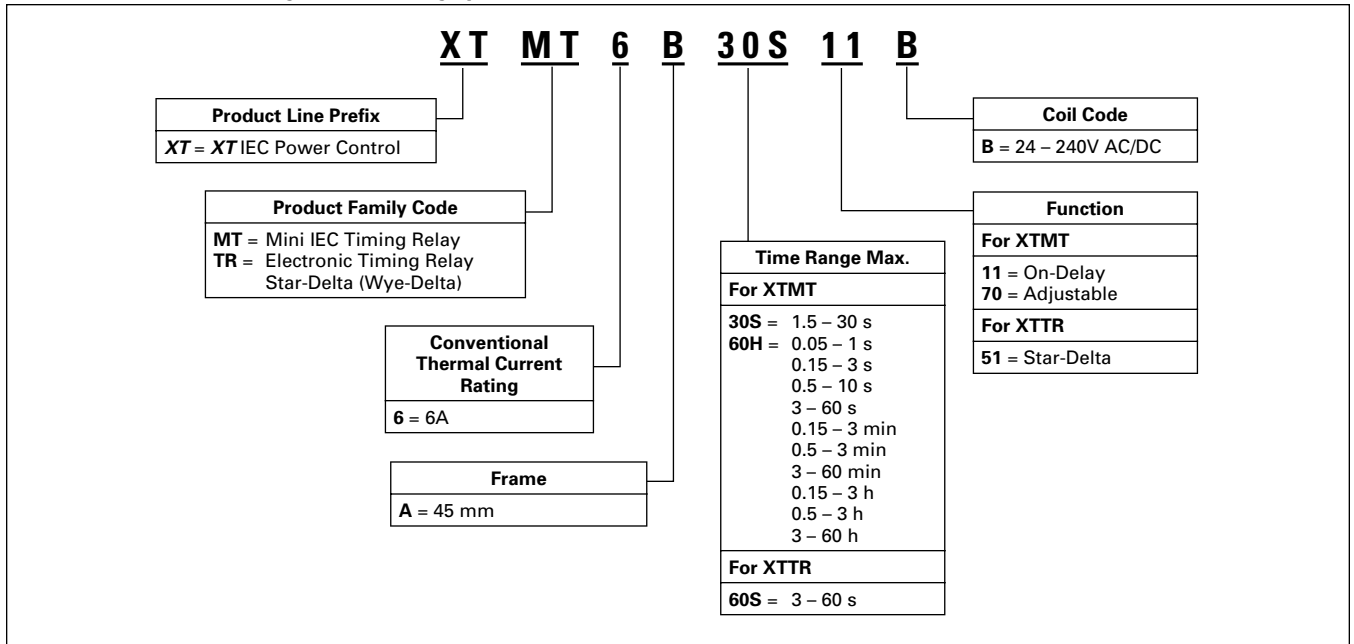 XT MT 6 B 30S 11 B
Product Line Prefix
XT = XT IEC Power Control
Product Family Code
MT = Mini IEC Timing Relay
TR = Electronic Timing Relay
Star-Delta (Wye-Delta)
Conventional
Thermal Current
Rating
6 = 6A
Frame
A = 45 mm
Time Range Max.
For XTMT
30S = 1.5 – 30 s
60H = 0.05 – 1 s
0.15 – 3 s
0.5 – 10 s
3 – 60 s
0.15 – 3 min
0.5 – 3 min
3 – 60 min
0.15 – 3 h
0.5 – 3 h
3 – 60 h
For XTTR
60S = 3 – 60 s
Coil Code
B = 24 – 240V AC/DC
Function
For XTMT
11 = On-Delay
70 = Adjustable
For XTTR
51 = Star-Delta